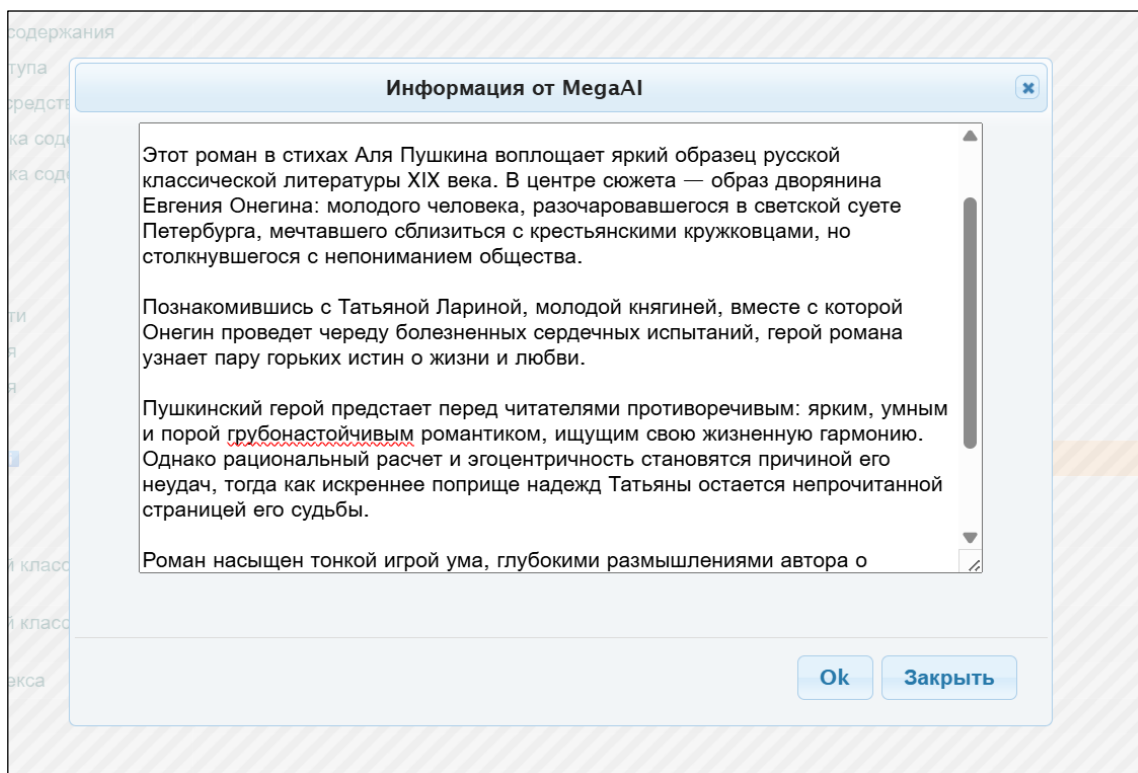 содержания
тупа
средств
ка соде
ка соде
ти
я
я
й класс
й класс
екса
Информация от MegaAI
Этот роман в стихах Аля Пушкина воплощает яркий образец русской
классической литературы XIX века. В центре сюжета — образ дворянина
Евгения Онегина: молодого человека, разочаровавшегося в светской суете
Петербурга, мечтавшего сблизиться с крестьянскими кружковцами, но
столкнувшегося с непониманием общества.
Познакомившись с Татьяной Лариной, молодой княгиней, вместе с которой
Онегин проведет череду болезненных сердечных испытаний, герой романа
узнает пару горьких истин о жизни и любви.
Пушкинский герой предстает перед читателями противоречивым: ярким, умным
и порой грубонастойчивым романтиком, ищущим свою жизненную гармонию.
Однако рациональный расчет и эгоцентричность становятся причиной его
неудач, тогда как искреннее поприще надежд Татьяны остается непрочитанной
страницей его судьбы.
Роман насыщен тонкой игрой ума, глубокими размышлениями автора о
Ok Закрыть